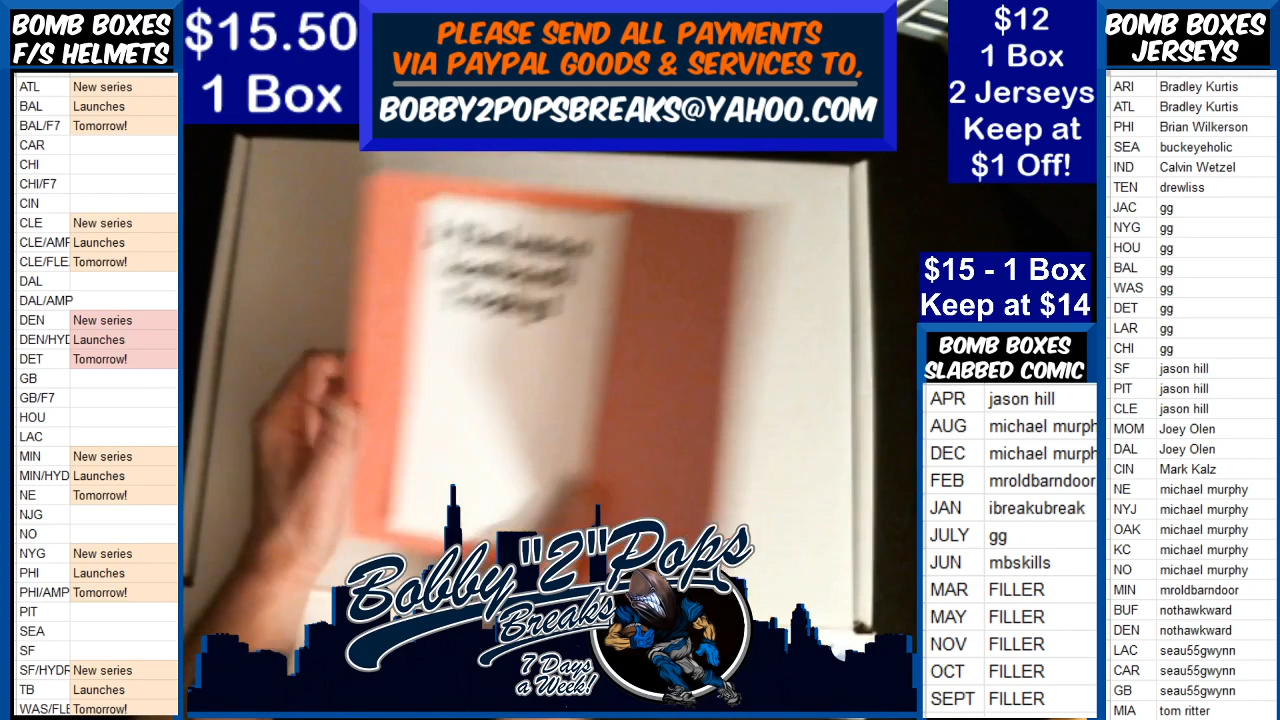 BOMB BOXES
F/S HELMETS
ATL New series
BAL Launches
BAL/F7 Tomorrow!
CAR
CHI
CHI/F7
CIN
CLE New series
CLE/AMP Launches
CLE/FLE Tomorrow!
DAL
DAL/AMP
DEN New series
DEN/HYD Launches
DET Tomorrow!
GB
GB/F7
HOU
LAC
MIN New series
MIN/HYD Launches
NE Tomorrow!
NJG
NO
NYG New series
PHI Launches
PHI/AMP Tomorrow!
PIT
SEA
SF
SF/HYDR New series
TB Launches
WAS/FLE Tomorrow!
$15.50
1 Box
PLEASE SEND ALL PAYMENTS
VIA PAYPAL GOODS & SERVICES TO,
BOBBY2POPSBREAKS@YAHOO.COM
Bobby "2" Pops
Breaks
7 Days
a Week!
$12
1 Box
2 Jerseys
Keep at
$1 Off!
$15 - 1 Box
Keep at $14
BOMB BOXES
SLABBED COMIC
APR jason hill
AUG michael murph
DEC michael murph
FEB mroldbarndoor
JAN ibreakubreak
JULY gg
JUN mbskills
MAR FILLER
MAY FILLER
NOV FILLER
OCT FILLER
SEPT FILLER
BOMB BOXES
JERSEYS
ARI Bradley Kurtis
ATL Bradley Kurtis
PHI Brian Wilkerson
SEA buckeyeholic
IND Calvin Wetzel
TEN drewliss
JAC gg
NYG gg
HOU gg
BAL gg
WAS gg
DET gg
LAR gg
CHI gg
SF jason hill
PIT jason hill
CLE jason hill
MOM Joey Olen
DAL Joey Olen
CIN Mark Kalz
NE michael murphy
NYJ michael murphy
OAK michael murphy
KC michael murphy
NO michael murphy
MIN mroldbarndoor
BUF nothawkward
DEN nothawkward
LAC seau55gwynn
CAR seau55gwynn
GB seau55gwynn
MIA tom ritter